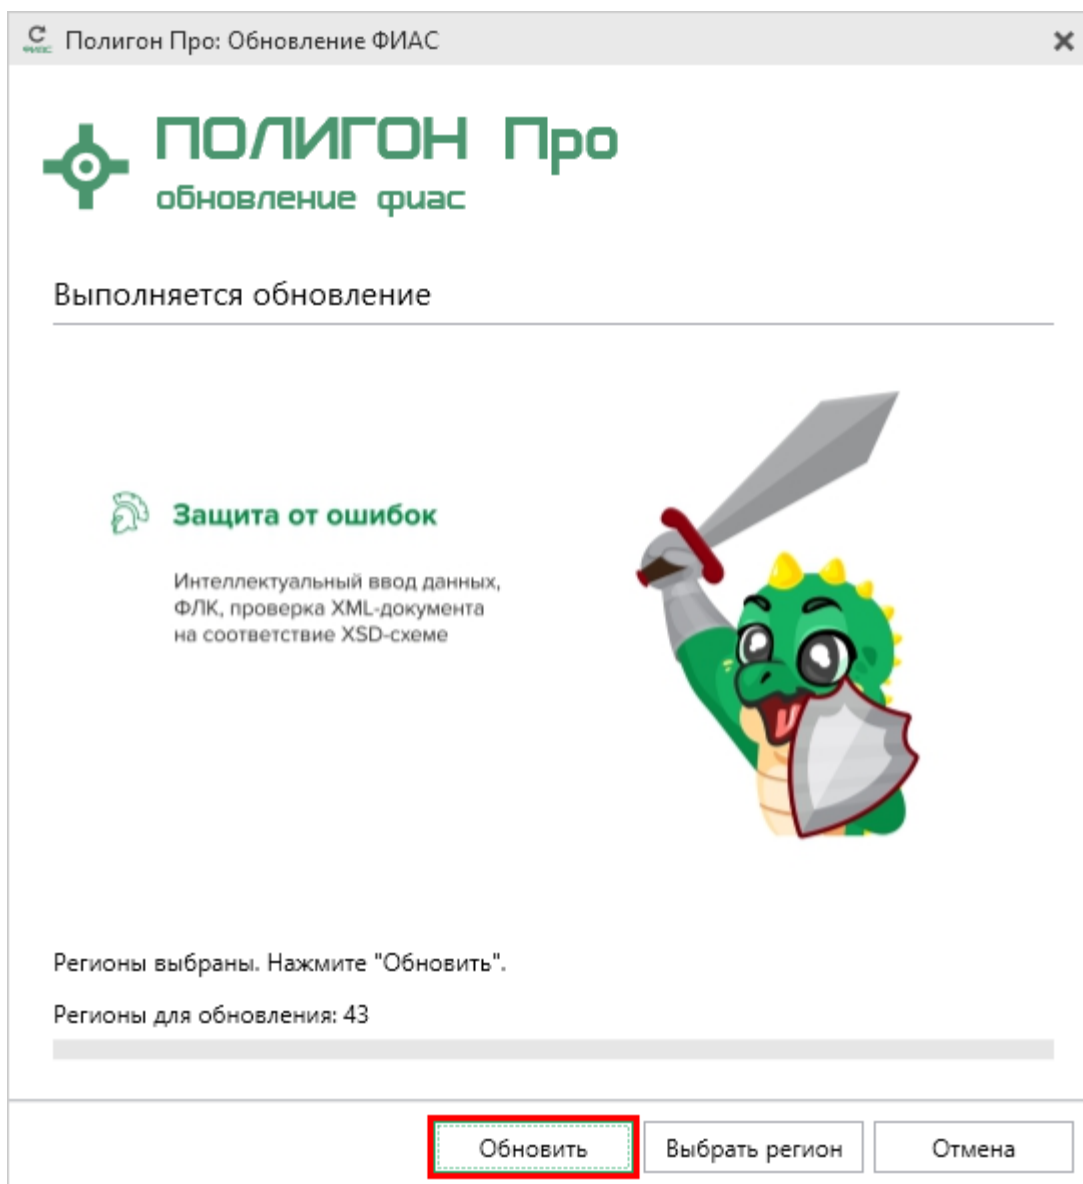 ФИАС Полигон Про: Обновление ФИАС
ПОЛИГОН Про
обновление фиас
Выполняется обновление
Защита от ошибок
Интеллектуальный ввод данных,
ФЛК, проверка XML-документа
на соответствие XSD-схеме
Регионы выбраны. Нажмите "Обновить".
Регионы для обновления: 43
Обновить Выбрать регион Отмена